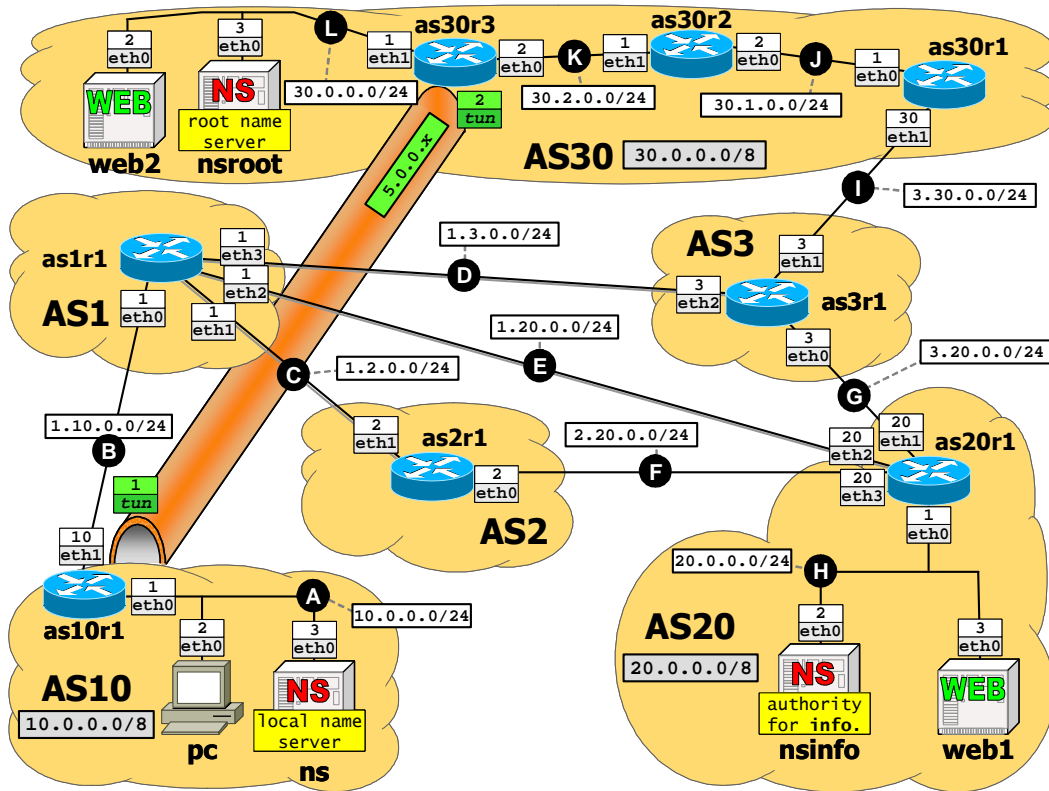 L
as30r3
as30r2
as30r1
2
eth0
3
eth0
1
eth1
2
eth0
K
1
eth1
2
eth0
J
1
eth0
WEB
NS
root name
server
web2
nsroot
30.0.0.0/24
30.2.0.0/24
30.1.0.0/24
2
tun
AS30
30.0.0.0/8
30
eth1
I
3.30.0.0/24
5.0.0.x
as1r1
AS1
1
eth3
1
eth2
1
eth1
1
eth0
1.3.0.0/24
D
AS3
3
eth1
3
eth2
as3r1
3
eth0
1.20.0.0/24
E
C
1.2.0.0/24
3.20.0.0/24
G
1.10.0.0/24
B
2
eth1
as2r1
2
eth0
AS2
2.20.0.0/24
F
20
eth1
20
eth2
20
eth3
as20r1
1
eth0
1
tun
10
eth1
as10r1
1
eth0
A
10.0.0.0/24
2
eth0
3
eth0
AS10
10.0.0.0/8
pc
NS
local name
server
ns
20.0.0.0/24
H
AS20
20.0.0.0/8
2
eth0
3
eth0
NS
authority
for info.
nsinfo
WEB
web1